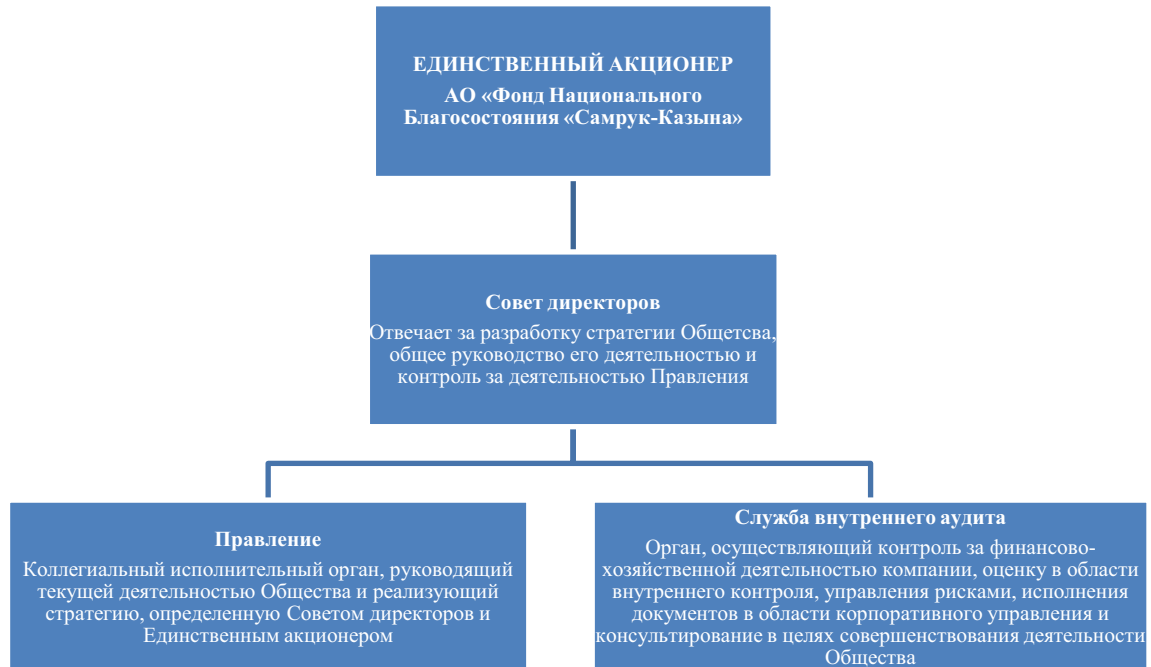 ЕДИНСТВЕННЫЙ АКЦИОНЕР
АО «Фонд Национального
Благосостояния «Самрук-Казына»
Совет директоров
Отвечает за разработку стратегии Общетсва,
общее руководство его деятельностью и
контроль за деятельностью Правления
Правление
Коллегиальный исполнительный орган, руководящий
текущей деятельностью Общества и реализующий
стратегию, определенную Советом директоров и
Единственным акционером
Служба внутреннего аудита
Орган, осуществляющий контроль за финансово-
хозяйственной деятельностью компании, оценку в области
внутреннего контроля, управления рисками, исполнения
документов в области корпоративного управления и
консультирование в целях совершенствования деятельности
Общества